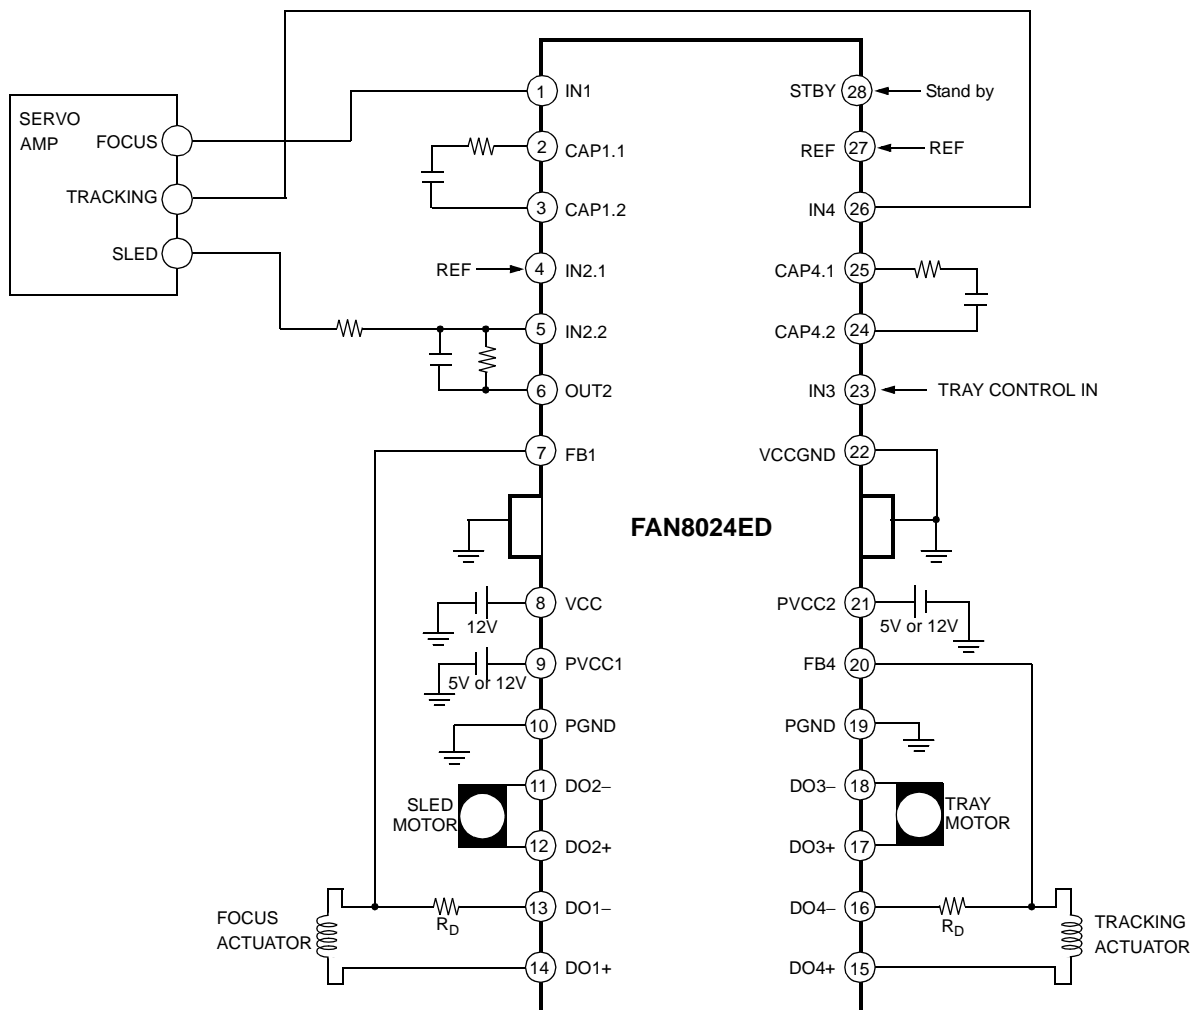 SERVO
AMP
FOCUS
TRACKING
SLED
1 IN1
2 CAP1.1
3 CAP1.2
REF 4 IN2.1
5 IN2.2
6 OUT2
7 FB1
8 VCC
12V
9 PVCC1
5V or 12V
10 PGND
11 DO2−
SLED
MOTOR
12 DO2+
13 DO1−
RD
FOCUS
ACTUATOR
14 DO1+
FAN8024ED
STBY 28 Stand by
REF 27 REF
IN4 26
CAP4.1 25
CAP4.2 24
IN3 23 TRAY CONTROL IN
VCCGND 22
PVCC2 21
5V or 12V
FB4 20
PGND 19
DO3− 18
TRAY
MOTOR
DO3+ 17
DO4− 16
RD
TRACKING
ACTUATOR
DO4+ 15